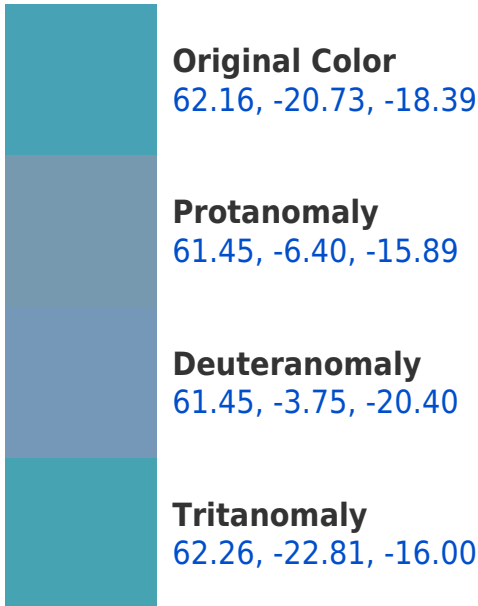 Original Color
62.16, -20.73, -18.39
Protanomaly
61.45, -6.40, -15.89
Deuteranomaly
61.45, -3.75, -20.40
Tritanomaly
62.26, -22.81, -16.00